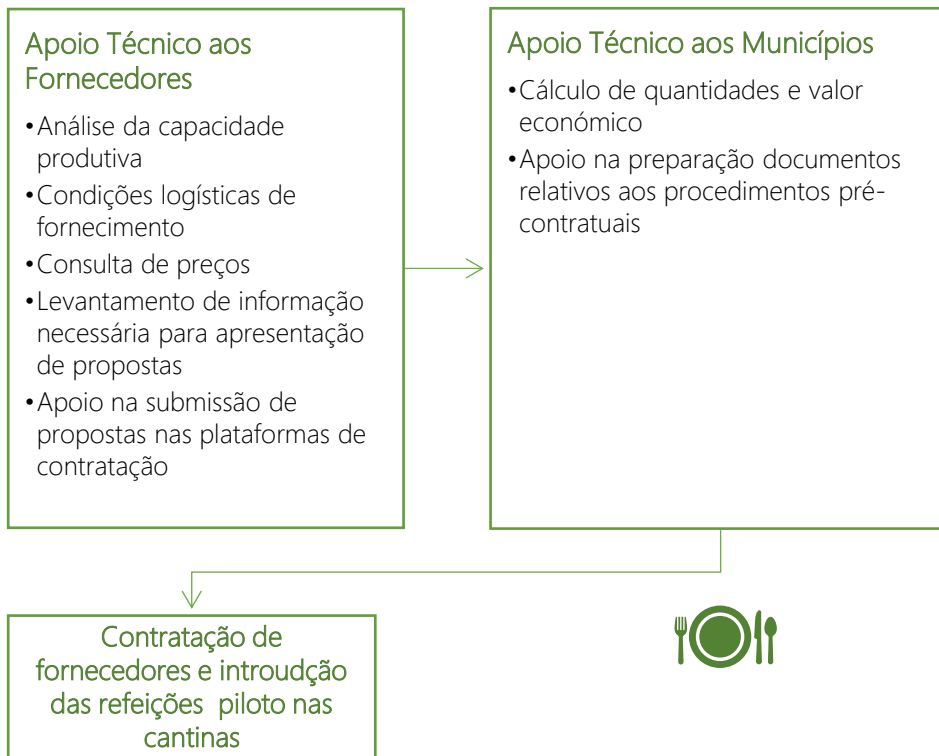 Apoio Técnico aos
Fornecedores
•Análise da capacidade
produtiva
•Condições logísticas de
fornecimento
•Consulta de preços
•Levantamento de informação
necessária para apresentação
de propostas
•Apoio na submissão de
propostas nas plataformas de
contratação
Apoio Técnico aos Municípios
•Cálculo de quantidades e valor
económico
•Apoio na preparação documentos
relativos aos procedimentos pré-
contratuais
Contratação de
fornecedores e introudção
das refeições piloto nas
cantinas